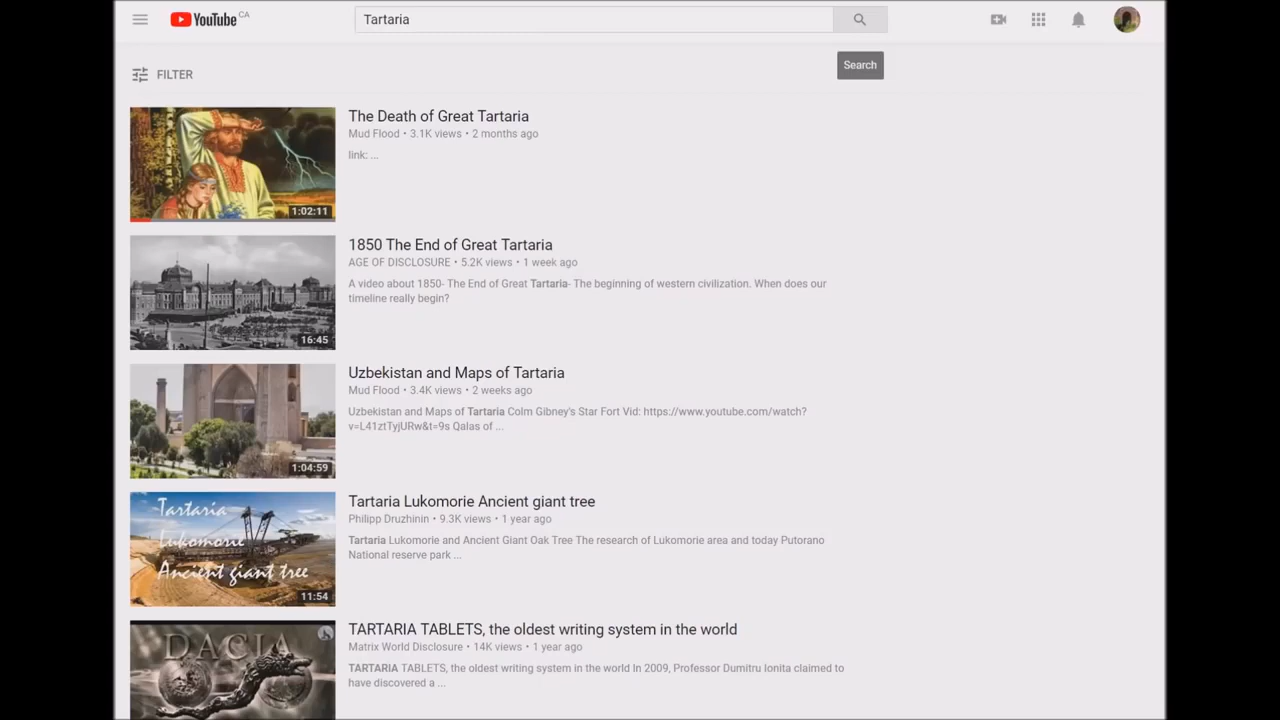 YouTube CA
Tartaria
Search
FILTER
1:02:11
The Death of Great Tartaria
Mud Flood • 3.1K views • 2 months ago
link: ...
16:45
1850 The End of Great Tartaria
AGE OF DISCLOSURE • 5.2K views • 1 week ago
A video about 1850- The End of Great Tartaria- The beginning of western civilization. When does our
timeline really begin?
1:04:59
Uzbekistan and Maps of Tartaria
Mud Flood • 3.4K views • 2 weeks ago
Uzbekistan and Maps of Tartaria Colm Gibney's Star Fort Vid: https://www.youtube.com/watch?
v=L41ztTyjURw&t=9s Qalas of ...
Tartaria
Lukomorie
Ancient giant tree
11:54
Tartaria Lukomorie Ancient giant tree
Philipp Druzhinin • 9.3K views • 1 year ago
Tartaria Lukomorie and Ancient Giant Oak Tree The research of Lukomorie area and today Putorano
National reserve park ...
DACIA
TARTARIA TABLETS, the oldest writing system in the world
Matrix World Disclosure • 14K views • 1 year ago
TARTARIA TABLETS, the oldest writing system in the world In 2009, Professor Dumitru Ionita claimed to
have discovered a ...